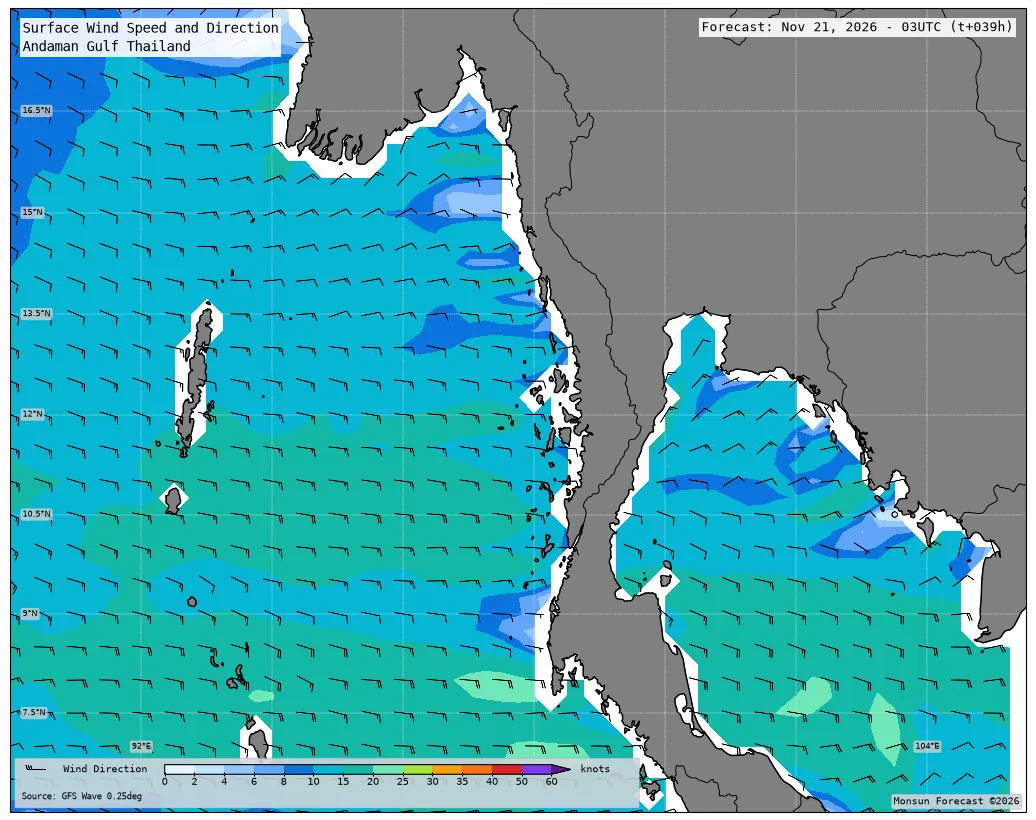 Surface Wind Speed and Direction
Andaman Gulf Thailand
Forecast: Nov 21, 2026 - 03UTC (t+039h)
16.5°N
15°N
13.5°N
12°N
10.5°N
9°N
7.5°N
92°E
104°E
Wind Direction
0 2 4 6 8 10 15 20 25 30 35 40 50 60 knots
Source: GFS Wave 0.25deg
Monsun Forecast ©2026